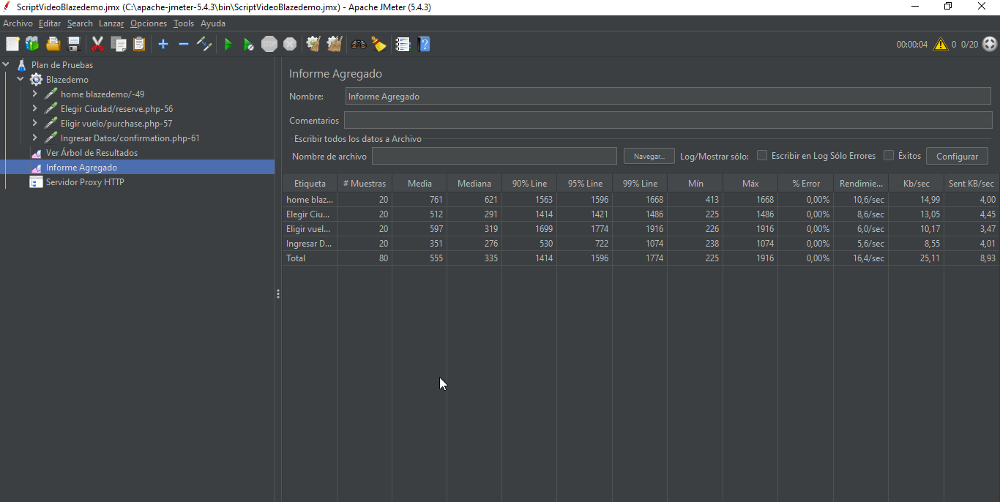 ScriptVideoBlazedemo.jmx (C:\apache-jmeter-5.4.3\bin\ScriptVideoBlazedemo.jmx) - Apache JMeter (5.4.3)
Archivo Editar Search Lanzar Opciones Tools Ayuda
00:00:04 0 0/20
Plan de Pruebas
Blazedemo
home blazedemo/-49
Elegir Ciudad/reserve.php-56
Eligir vuelo/purchase.php-57
Ingresar Datos/confirmation.php-61
Ver Árbol de Resultados
Informe Agregado
Servidor Proxy HTTP
Informe Agregado
Nombre: Informe Agregado
Comentarios
Escribir todos los datos a Archivo
Nombre de archivo Navegar... Log/Mostrar sólo: Escribir en Log Sólo Errores Éxitos Configurar
Etiqueta # Muestras Media Mediana 90% Line 95% Line 99% Line Mín Máx % Error Rendimie... Kb/sec Sent KB/sec
home blaz... 20 761 621 1563 1596 1668 413 1668 0,00% 10,6/sec 14,99 4,00
Elegir Ciu... 20 512 291 1414 1421 1486 225 1486 0,00% 8,6/sec 13,05 4,45
Eligir vuel... 20 597 319 1699 1774 1916 226 1916 0,00% 6,0/sec 10,17 3,47
Ingresar D... 20 351 276 530 722 1074 238 1074 0,00% 5,6/sec 8,55 4,01
Total 80 555 335 1414 1596 1774 225 1916 0,00% 16,4/sec 25,11 8,93